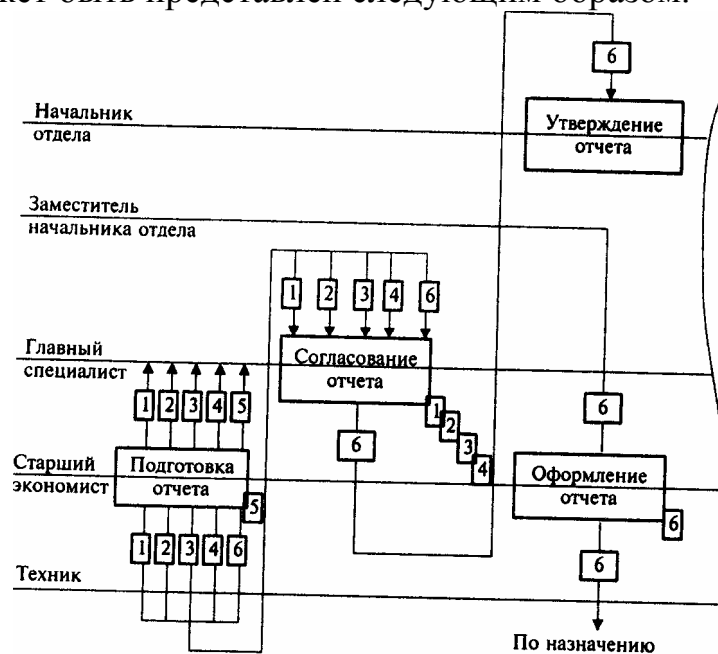 жет быть представлен следующим образом:
6
Начальник
отдела
Утверждение
отчета
Заместитель
начальника отдела
1 2 3 4 6
Главный
специалист
Согласование
отчета
1 2 3 4 5
1
2
3
4
6
6
Старший
экономист
Подготовка
отчета
5
Оформление
отчета
6
1 2 3 4 6
6
Техник
По назначению